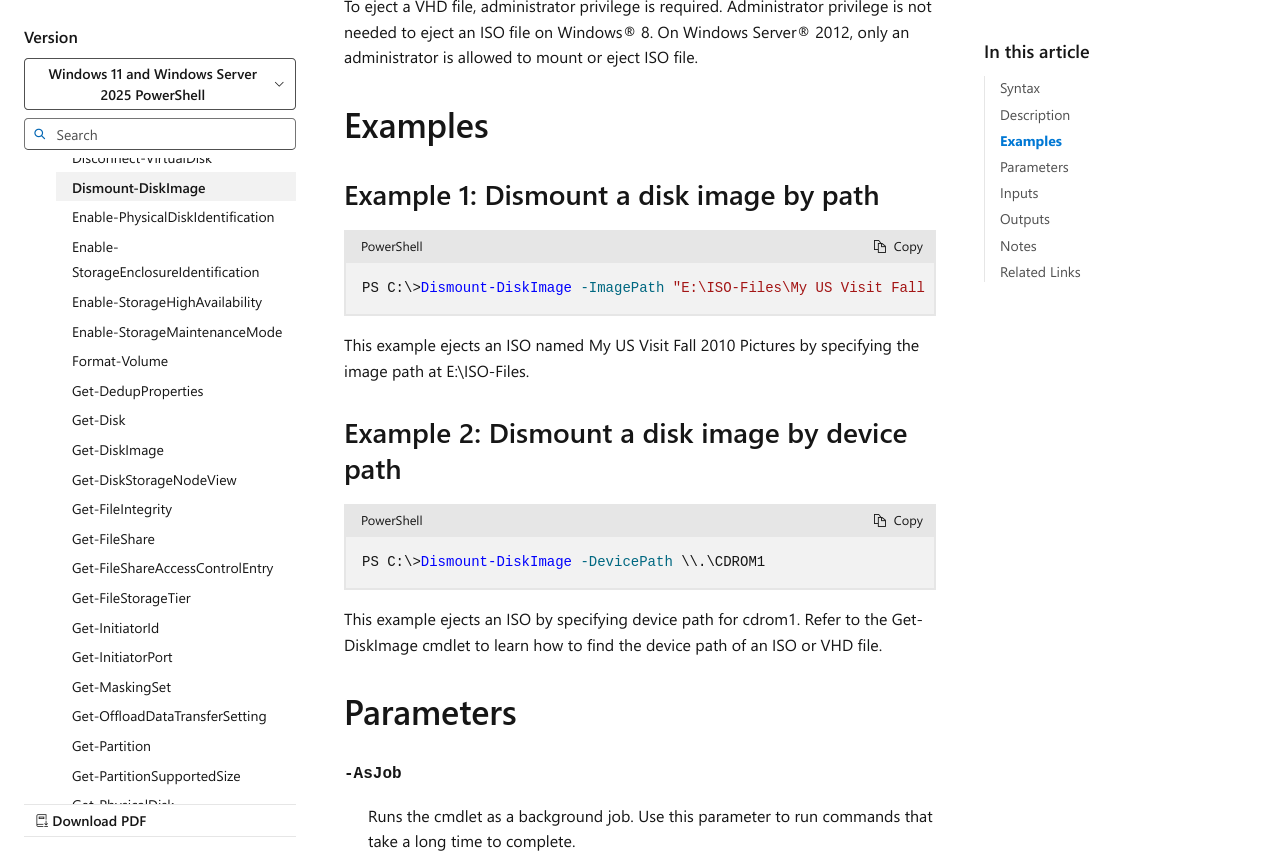 Version
Windows 11 and Windows Server
2025 PowerShell
Search
Disconnect-VirtualDisk
Dismount-DiskImage
Enable-PhysicalDiskIdentification
Enable-
StorageEnclosureIdentification
Enable-StorageHighAvailability
Enable-StorageMaintenanceMode
Format-Volume
Get-DedupProperties
Get-Disk
Get-DiskImage
Get-DiskStorageNodeView
Get-FileIntegrity
Get-FileShare
Get-FileShareAccessControlEntry
Get-FileStorageTier
Get-InitiatorId
Get-InitiatorPort
Get-MaskingSet
Get-OffloadDataTransferSetting
Get-Partition
Get-PartitionSupportedSize
Get-PhysicalDisk
Download PDF
To eject a VHD file, administrator privilege is required. Administrator privilege is not
needed to eject an ISO file on Windows® 8. On Windows Server® 2012, only an
administrator is allowed to mount or eject ISO file.
Examples
Example 1: Dismount a disk image by path
PowerShell
Copy
PS C:\>Dismount-DiskImage -ImagePath "E:\ISO-Files\My US Visit Fall
This example ejects an ISO named My US Visit Fall 2010 Pictures by specifying the
image path at E:\ISO-Files.
Example 2: Dismount a disk image by device
path
PowerShell
Copy
PS C:\>Dismount-DiskImage -DevicePath \\.\CDROM1
This example ejects an ISO by specifying device path for cdrom1. Refer to the Get-
DiskImage cmdlet to learn how to find the device path of an ISO or VHD file.
Parameters
-AsJob
Runs the cmdlet as a background job. Use this parameter to run commands that
take a long time to complete.
In this article
Syntax
Description
Examples
Parameters
Inputs
Outputs
Notes
Related Links